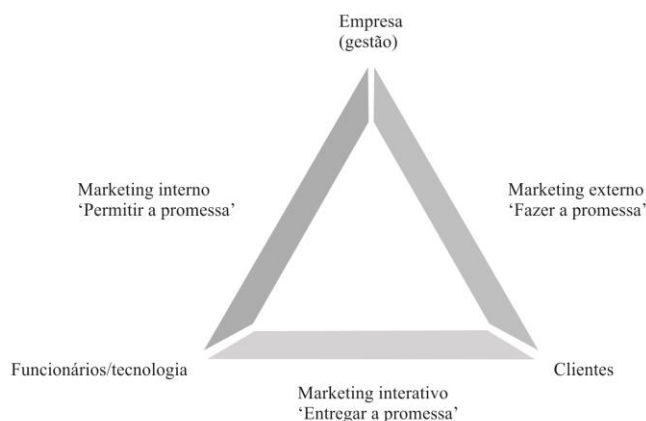 Empresa
(gestão)
Marketing interno
‘Permitir a promessa’
Marketing externo
‘Fazer a promessa’
Funcionários/tecnologia
Clientes
Marketing interativo
‘Entregar a promessa’